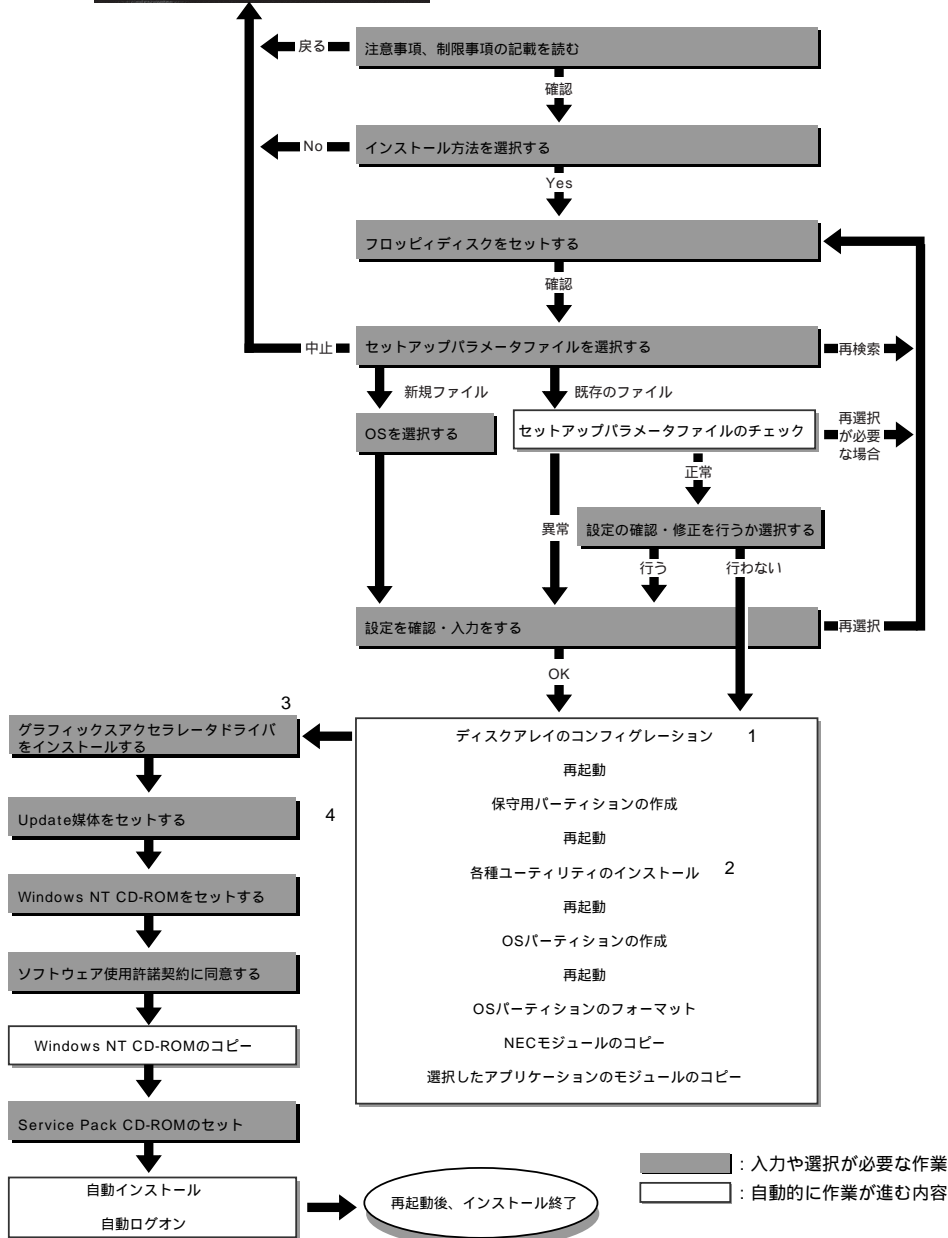 戻る
注意事項、制限事項の記載を読む
確認
No
インストール方法を選択する
Yes
フロッピィディスクをセットする
確認
中止
セットアップパラメータファイルを選択する
再検索
新規ファイル
既存のファイル
OSを選択する
セットアップパラメータファイルのチェック
再選択
が必要
な場合
正常
異常
設定の確認・修正を行うか選択する
行う
行わない
設定を確認・入力をする
再選択
OK
ディスクアレイのコンフィグレーション 1
再起動
保守用パーティションの作成
再起動
各種ユーティリティのインストール 2
再起動
OSパーティションの作成
再起動
OSパーティションのフォーマット
NECモジュールのコピー
選択したアプリケーションのモジュールのコピー
3
グラフィックスアクセラレータドライバ
をインストールする
Update媒体をセットする 4
Windows NT CD-ROMをセットする
ソフトウェア使用許諾契約に同意する
Windows NT CD-ROMのコピー
Service Pack CD-ROMのセット
自動インストール
自動ログオン
再起動後、インストール終了
：入力や選択が必要な作業
：自動的に作業が進む内容